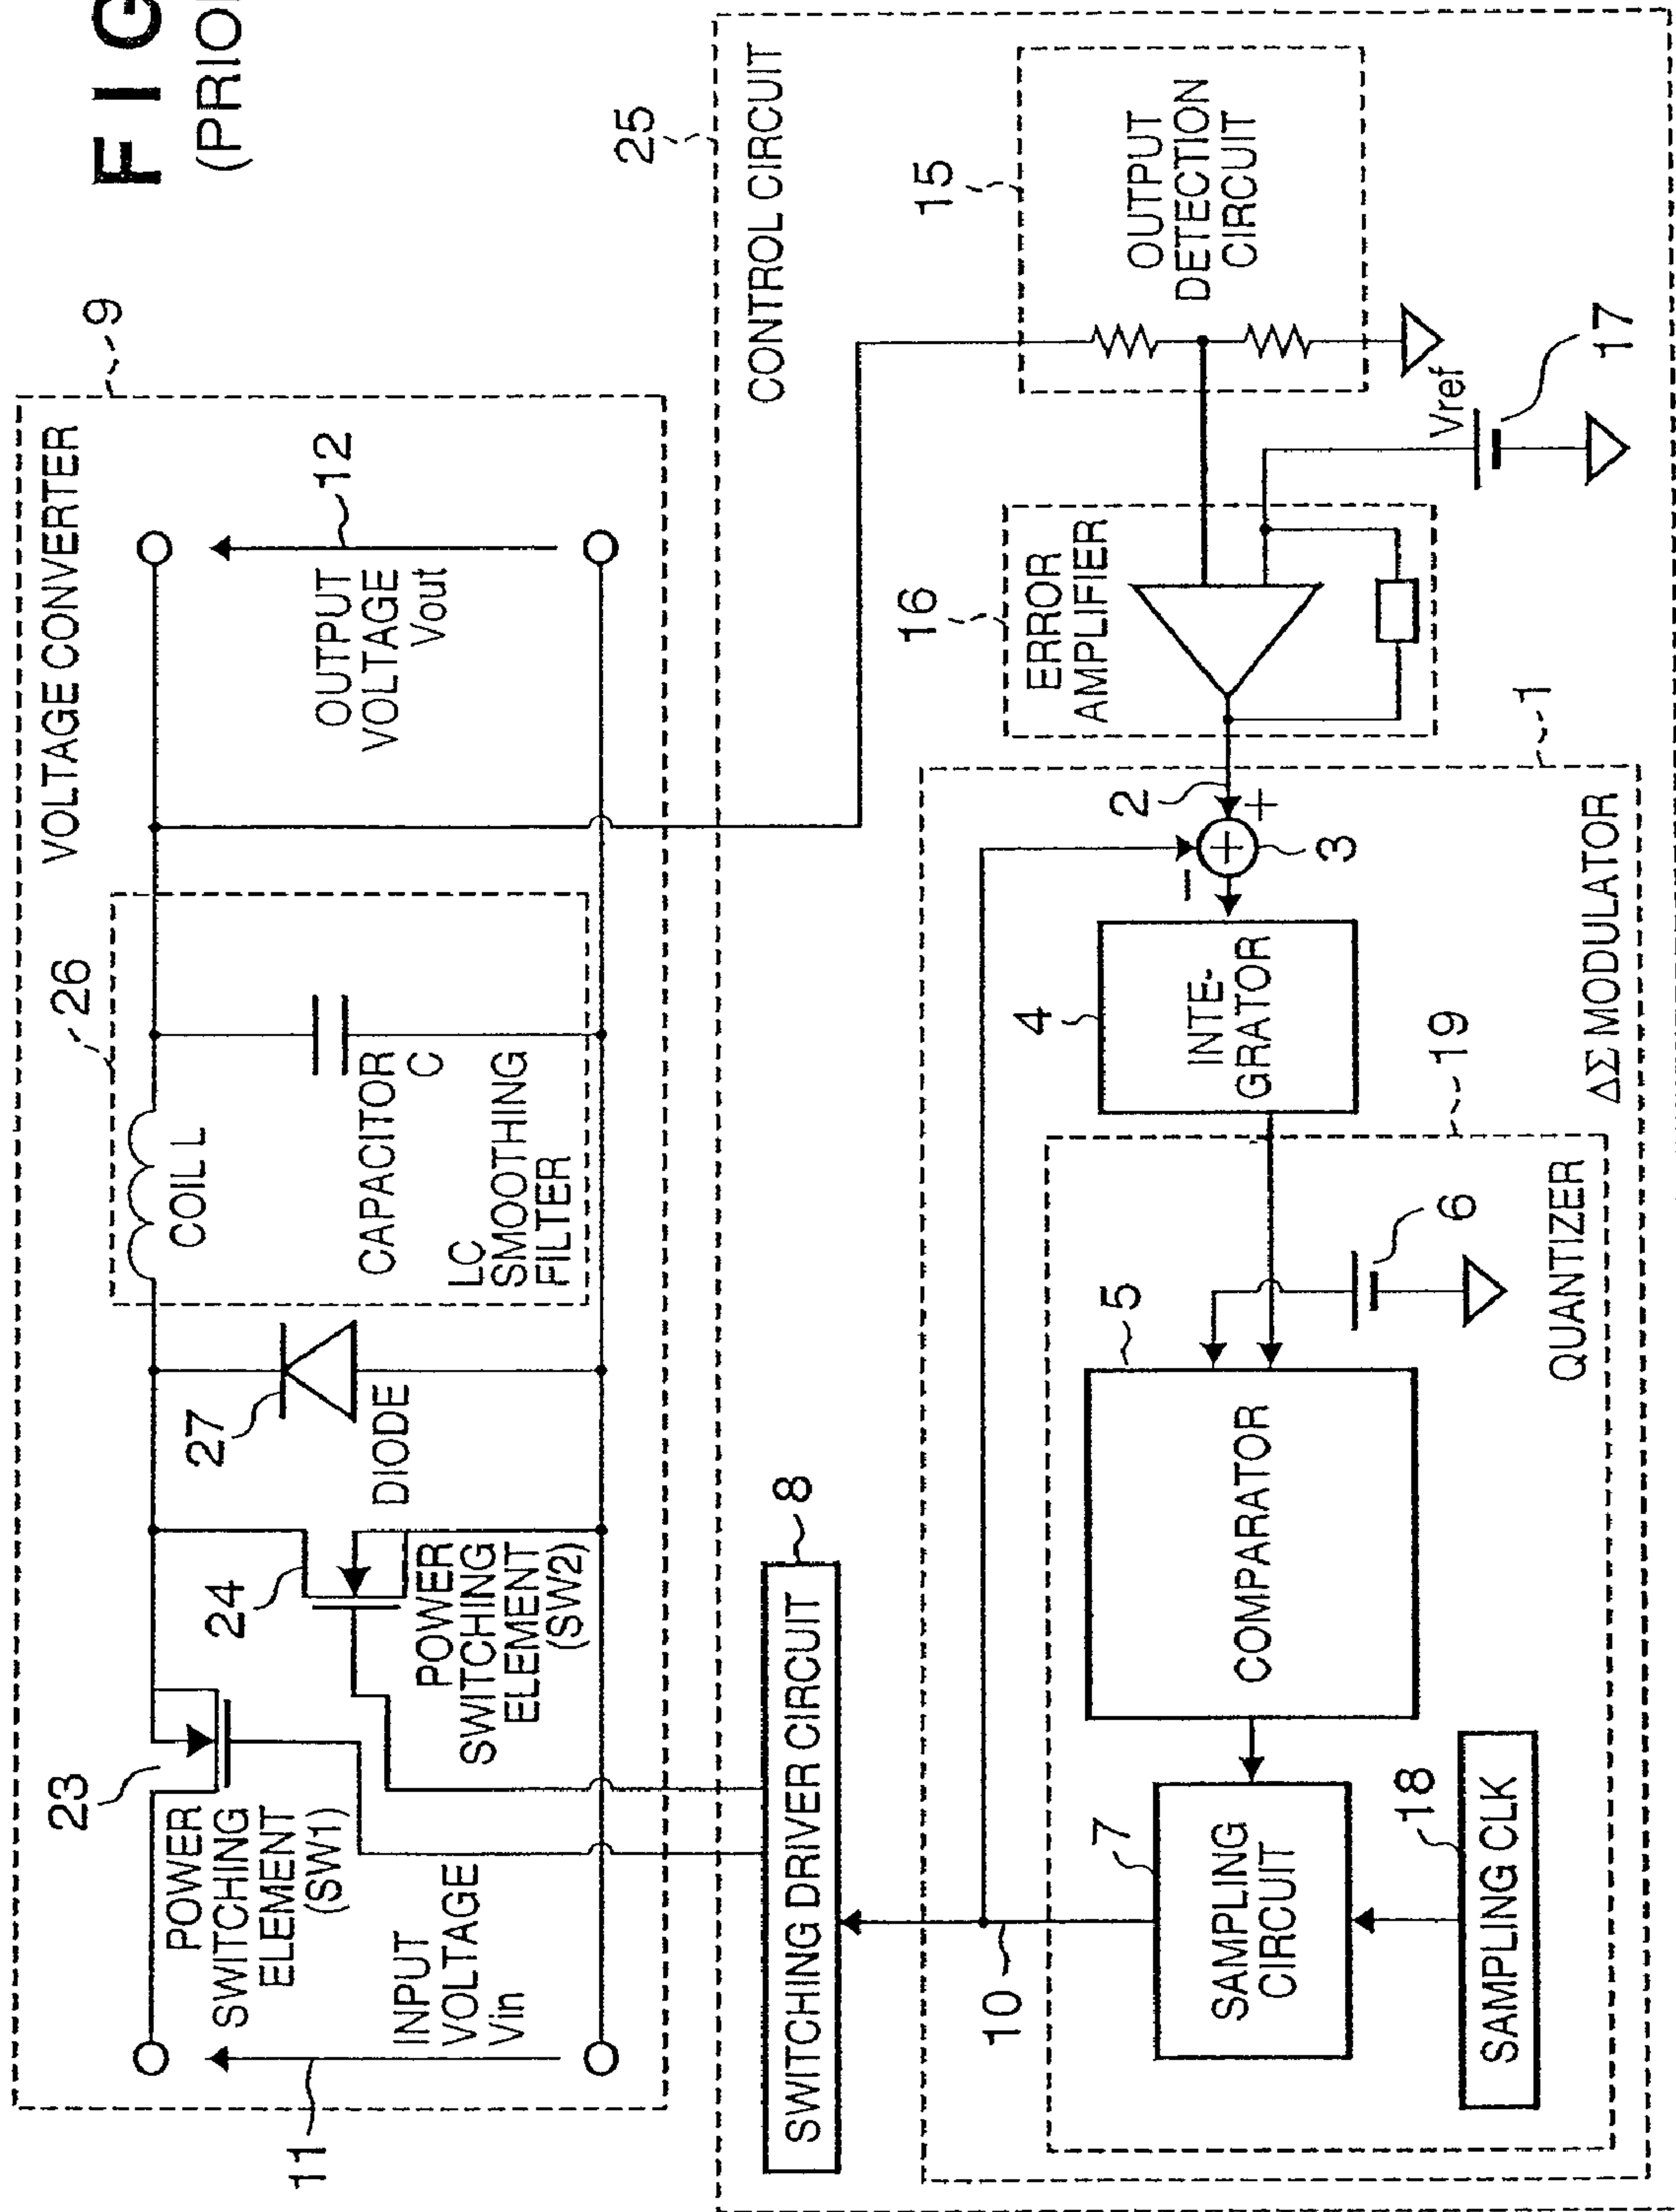 F I G
(PRIO
VOLTAGE CONVERTER
9
11
INPUT
VOLTAGE
Vin
23
POWER
SWITCHING
ELEMENT
(SW1)
24
POWER
SWITCHING
ELEMENT
(SW2)
27
DIODE
26
COIL L
CAPACITOR
C
LC
SMOOTHING
FILTER
OUTPUT
VOLTAGE
Vout
12
25
CONTROL CIRCUIT
8
SWITCHING DRIVER CIRCUIT
15
OUTPUT
DETECTION
CIRCUIT
16
ERROR
AMPLIFIER
Vref
17
1
2
+
−
+
3
4
INTE-
GRATOR
ΔΣ MODULATOR
19
QUANTIZER
5
COMPARATOR
6
7
SAMPLING
CIRCUIT
10
18
SAMPLING CLK